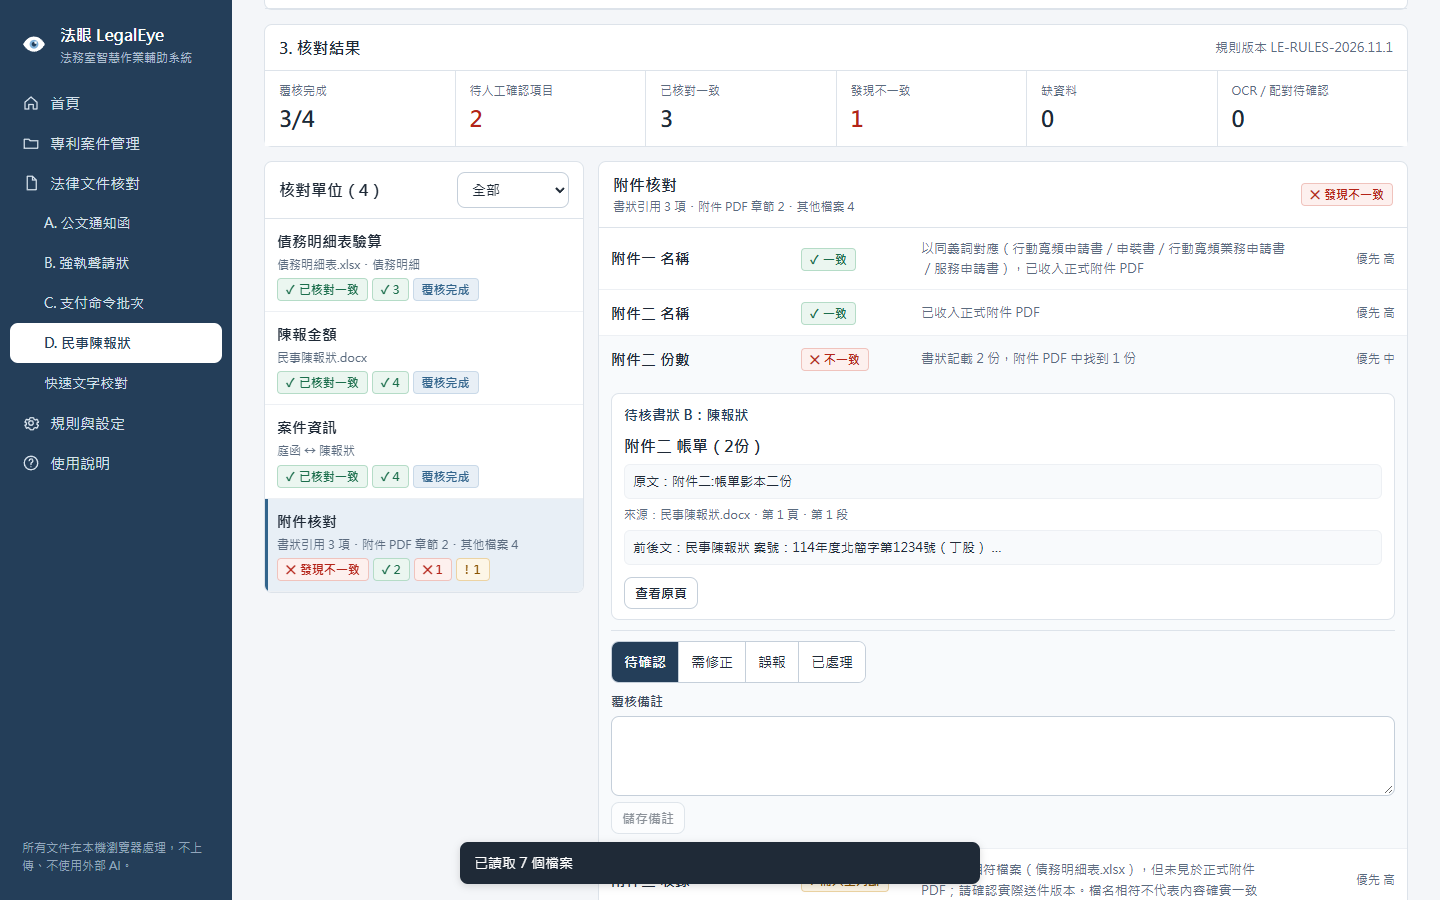 法眼 LegalEye
法務室智慧作業輔助系統
首頁
專利案件管理
法律文件核對
A. 公文通知函
B. 強執聲請狀
C. 支付命令批次
D. 民事陳報狀
快速文字校對
規則與設定
使用說明
所有文件在本機瀏覽器處理，不上
傳、不使用外部 AI。
3. 核對結果
規則版本 LE-RULES-2026.11.1
覆核完成
3/4
待人工確認項目
2
已核對一致
3
發現不一致
1
缺資料
0
OCR / 配對待確認
0
核對單位（4）
全部
債務明細表驗算
債務明細表.xlsx · 債務明細
✓ 已核對一致 ✓ 3 覆核完成
陳報金額
民事陳報狀.docx
✓ 已核對一致 ✓ 4 覆核完成
案件資訊
庭函 ↔ 陳報狀
✓ 已核對一致 ✓ 4 覆核完成
附件核對
書狀引用 3 項 · 附件 PDF 章節 2 · 其他檔案 4
✕ 發現不一致 ✓ 2 ✕ 1 ! 1
附件核對
書狀引用 3 項 · 附件 PDF 章節 2 · 其他檔案 4
✕ 發現不一致
附件一 名稱
✓ 一致
以同義詞對應（行動寬頻申請書 / 申裝書 / 行動寬頻業務申請書
/ 服務申請書），已收入正式附件 PDF
優先 高
附件二 名稱
✓ 一致
已收入正式附件 PDF
優先 高
附件二 份數
✕ 不一致
書狀記載 2 份，附件 PDF 中找到 1 份
優先 中
待核書狀 B：陳報狀
附件二 帳單（2份）
原文：附件二:帳單影本二份
來源：民事陳報狀.docx · 第 1 頁 · 第 1 段
前後文：民事陳報狀 案號：114年度北簡字第1234號（丁股） ...
查看原頁
待確認
需修正
誤報
已處理
覆核備註
儲存備註
已讀取 7 個檔案
相符檔案（債務明細表.xlsx），但未見於正式附件
PDF；請確認實際送件版本。檔名相符不代表內容確實一致
優先 高